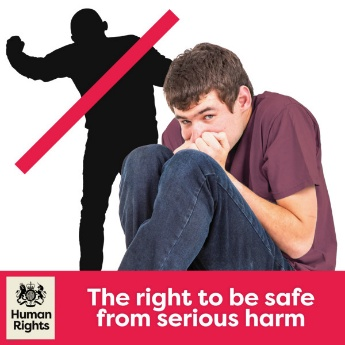 Human
Rights
The right to be safe
from serious harm